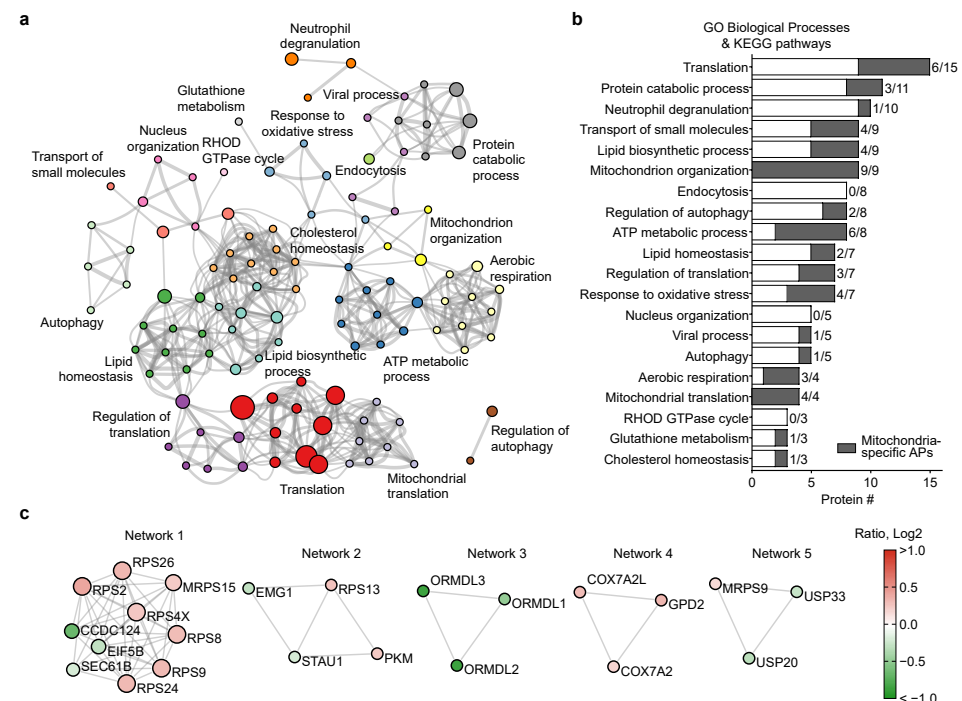 a
Neutrophil
degranulation
Glutathione
metabolism
Viral process
Response to
oxidative stress
Nucleus
organization
RHOD
GTPase cycle
Protein
catabolic
process
Transport of
small molecules
Endocytosis
Cholesterol
homeostasis
Mitochondrion
organization
Aerobic
respiration
Autophagy
Lipid
homeostasis
Lipid biosynthetic
process
ATP metabolic
process
Regulation of
translation
Regulation of
autophagy
Translation
Mitochondrial
translation
b
GO Biological Processes
& KEGG pathways
Translation 6/15
Protein catabolic process 3/11
Neutrophil degranulation 1/10
Transport of small molecules 4/9
Lipid biosynthetic process 4/9
Mitochondrion organization 9/9
Endocytosis 0/8
Regulation of autophagy 2/8
ATP metabolic process 6/8
Lipid homeostasis 2/7
Regulation of translation 3/7
Response to oxidative stress 4/7
Nucleus organization 0/5
Viral process 1/5
Autophagy 1/5
Aerobic respiration 3/4
Mitochondrial translation 4/4
RHOD GTPase cycle 0/3
Glutathione metabolism 1/3
Cholesterol homeostasis 1/3
Mitochondria-
specific APs
0 5 10 15
Protein #
c
Network 1
RPS26
RPS2
MRPS15
RPS4X
CCDC124
RPS8
EIF5B
SEC61B
RPS9
RPS24
Network 2
EMG1
RPS13
STAU1
PKM
Network 3
ORMDL3
ORMDL1
ORMDL2
Network 4
COX7A2L
GPD2
COX7A2
Network 5
MRPS9
USP33
USP20
Ratio, Log2
>1.0
0.5
0.0
−0.5
< −1.0